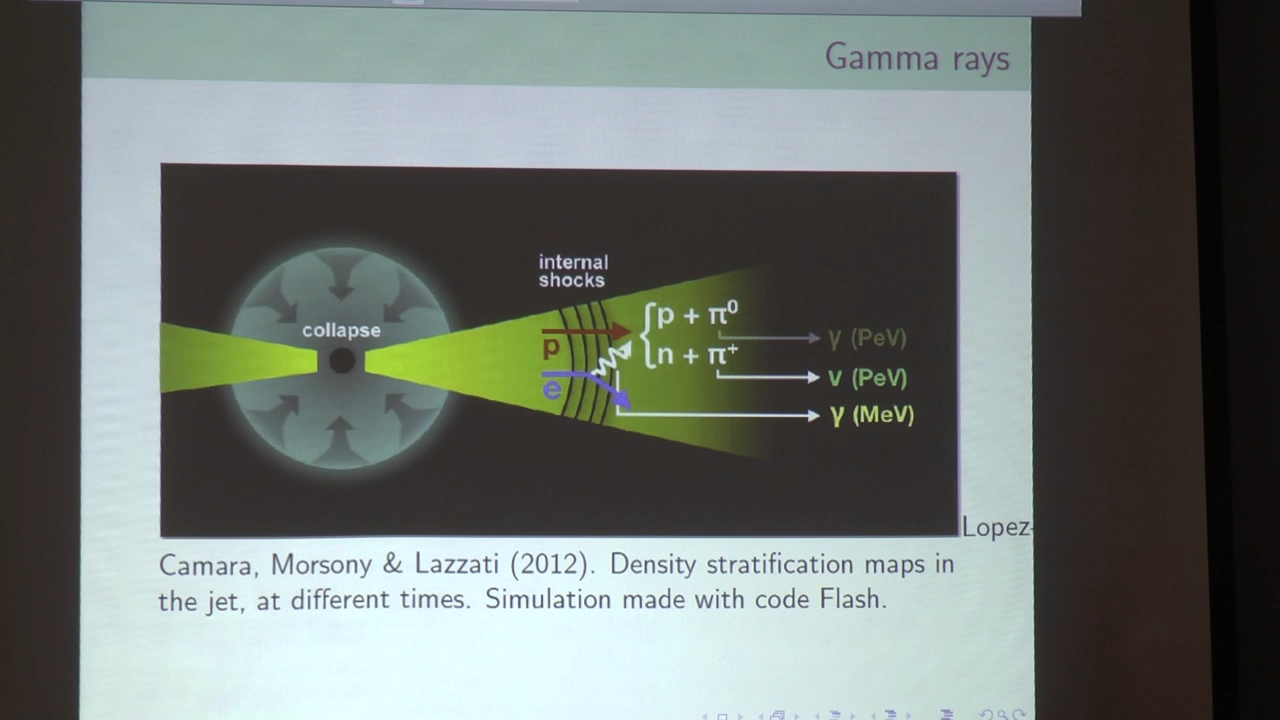 Gamma rays
internal
shocks
collapse
p
e
p + π⁰
n + π⁺
γ (PeV)
ν (PeV)
γ (MeV)
Lopez-
Camara, Morsony & Lazzati (2012). Density stratification maps in
the jet, at different times. Simulation made with code Flash.